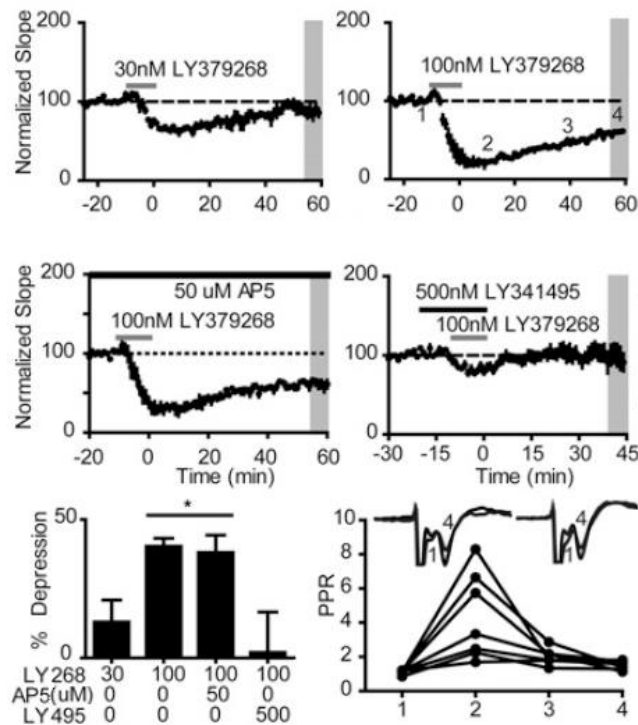 200
30nM LY379268
100
Normalized Slope
0
-20 0 20 40 60
200
100nM LY379268
100
1
2
3
4
0
-20 0 20 40 60
200
50 uM AP5
100nM LY379268
100
Normalized Slope
0
-20 0 20 40 60
Time (min)
200
500nM LY341495
100nM LY379268
100
0
-30 -15 0 15 30 45
Time (min)
50
*
% Depression
0
LY268 30 100 100 100
AP5(uM) 0 0 50 0
LY495 0 0 0 500
10
8
6
4
2
0
PPR
4
1
4
1
1 2 3 4